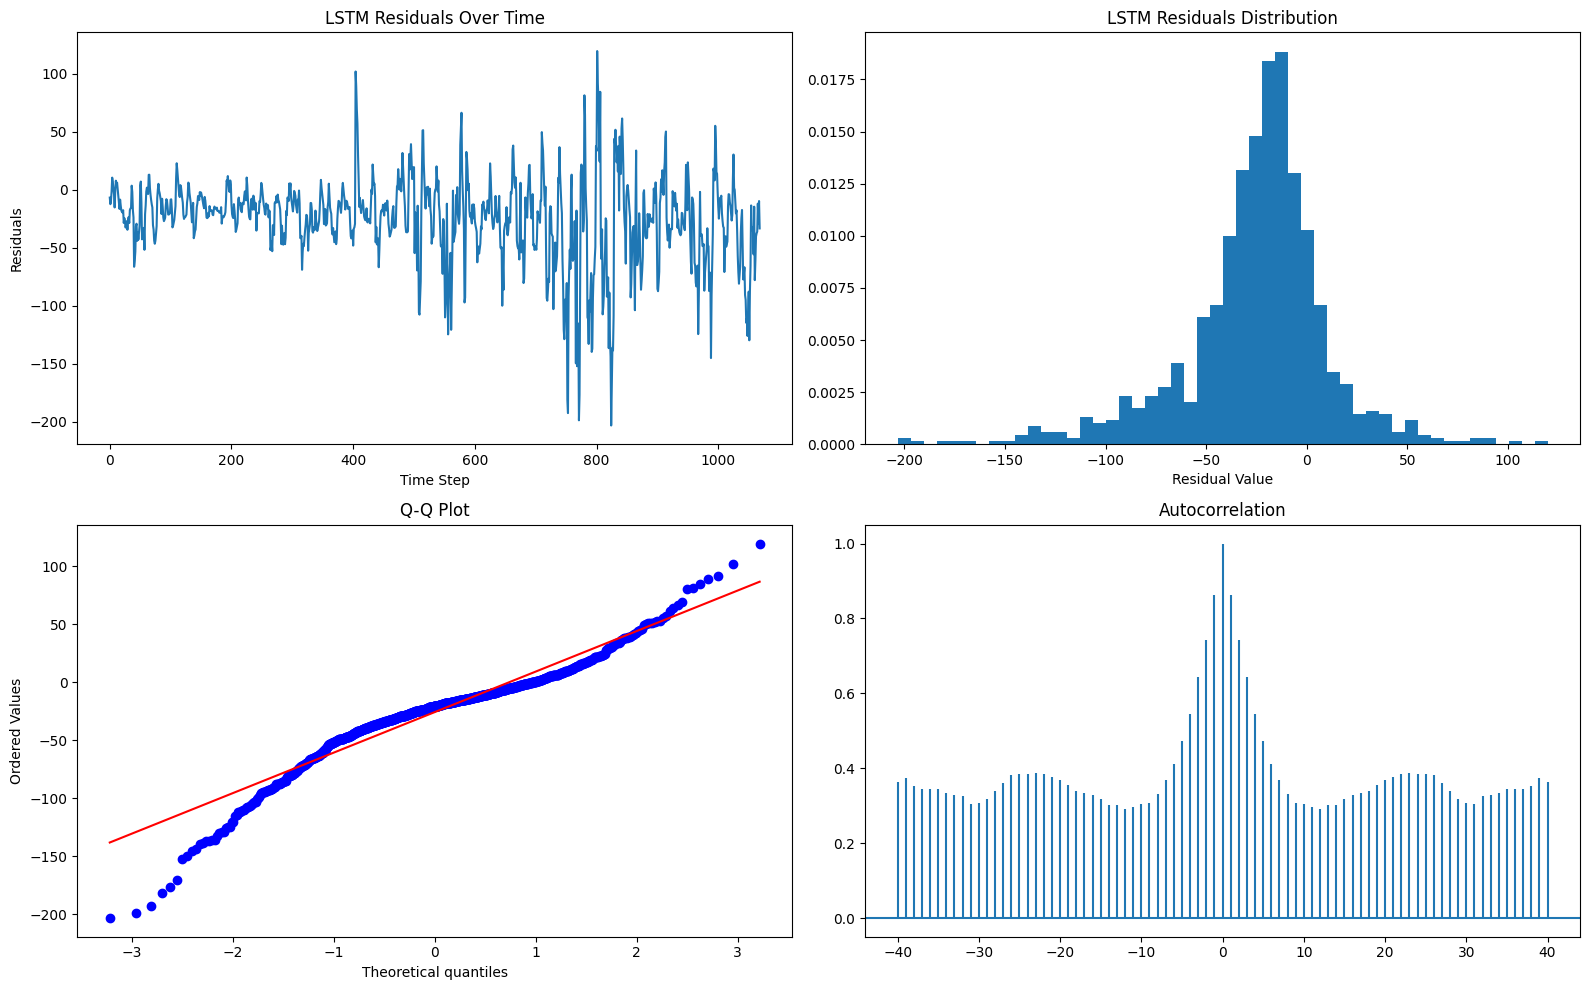 LSTM Residuals Over Time
100
50
0
−50
−100
−150
−200
Residuals
0 200 400 600 800 1000
Time Step
LSTM Residuals Distribution
0.0175
0.0150
0.0125
0.0100
0.0075
0.0050
0.0025
0.0000
−200 −150 −100 −50 0 50 100
Residual Value
Q-Q Plot
100
50
0
−50
−100
−150
−200
Ordered Values
−3 −2 −1 0 1 2 3
Theoretical quantiles
Autocorrelation
1.0
0.8
0.6
0.4
0.2
0.0
−40 −30 −20 −10 0 10 20 30 40